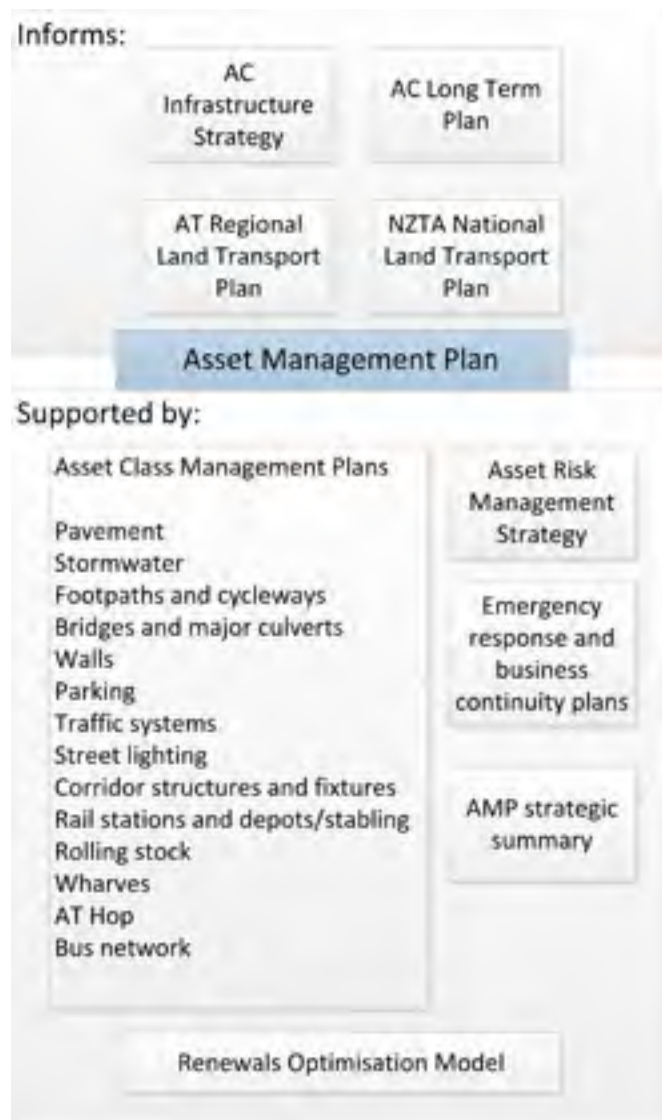 Informs:
AC
Infrastructure
Strategy
AC Long Term
Plan
AT Regional
Land Transport
Plan
NZTA National
Land Transport
Plan
Asset Management Plan
Supported by:
Asset Class Management Plans
Pavement
Stormwater
Footpaths and cycleways
Bridges and major culverts
Walls
Parking
Traffic systems
Street lighting
Corridor structures and fixtures
Rail stations and depots/stabling
Rolling stock
Wharves
AT Hop
Bus network
Asset Risk
Management
Strategy
Emergency
response and
business
continuity plans
AMP strategic
summary
Renewals Optimisation Model